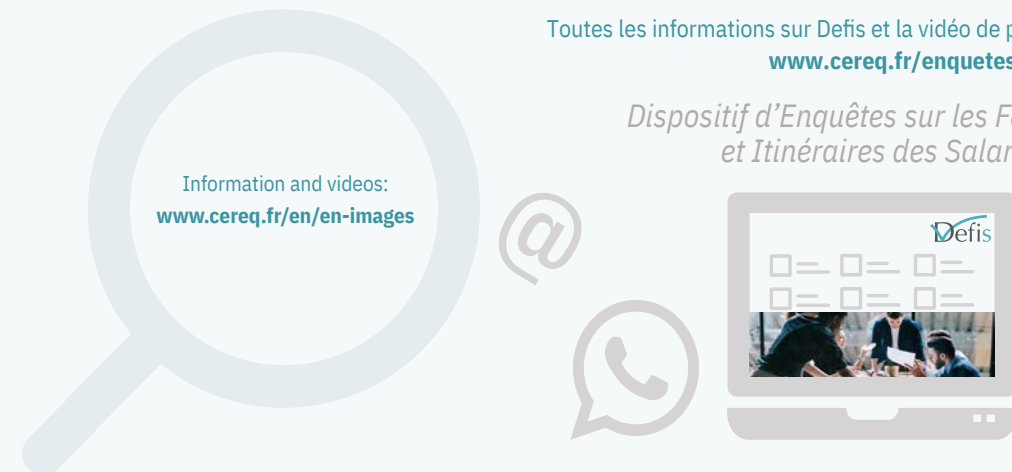 Toutes les informations sur Defis et la vidéo de
www.cereq.fr/enquetes
Dispositif d’Enquêtes sur les
et Itinéraires des
Information and videos:
www.cereq.fr/en/en-images
@
Defis